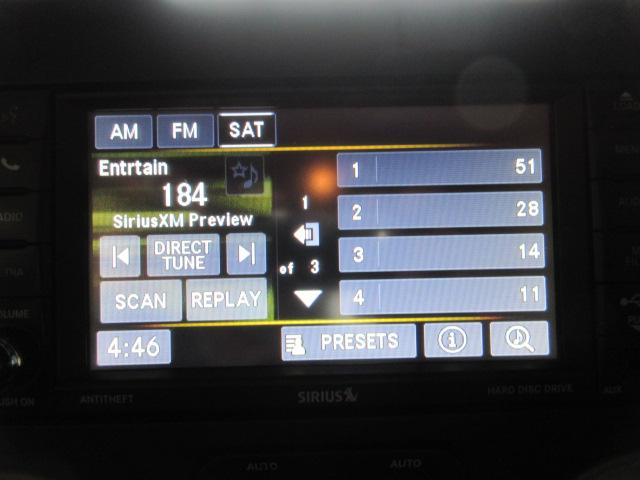 AM FM SAT
Entrtain
184
SiriusXM Preview
DIRECT TUNE
SCAN REPLAY
4:46
1
of 3
1 51
2 28
3 14
4 11
PRESETS
i
ANTITHEFT
SIRIUS
HARD DISC DRIVE
AUX
AUTO
AUTO